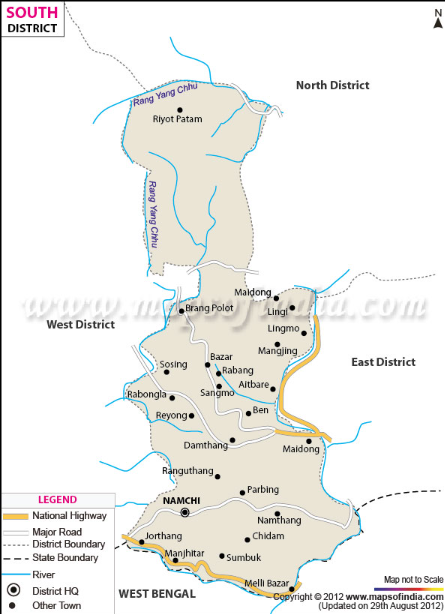 SOUTH
DISTRICT
N
North District
Rang Yang Chhu
Riyot Patam
Rang Yang Chhu
www.mapsofindia.com
Maidong
Lingi
Brang Polot
Lingmo
West District
Mangjing
East District
Bazar
Sosing
Rabang
Aitbare
Sangmo
Rabongla
Ben
Reyong
Damthang
Maidong
Ranguthang
Parbing
NAMCHI
Namthang
Jorthang
Chidam
Manjhitar
Sumbuk
Melli Bazar
WEST BENGAL
LEGEND
National Highway
Major Road
District Boundary
State Boundary
River
District HQ
Other Town
Map not to Scale
Copyright © 2012 www.mapsofindia.com
(Updated on 29th August 2012)